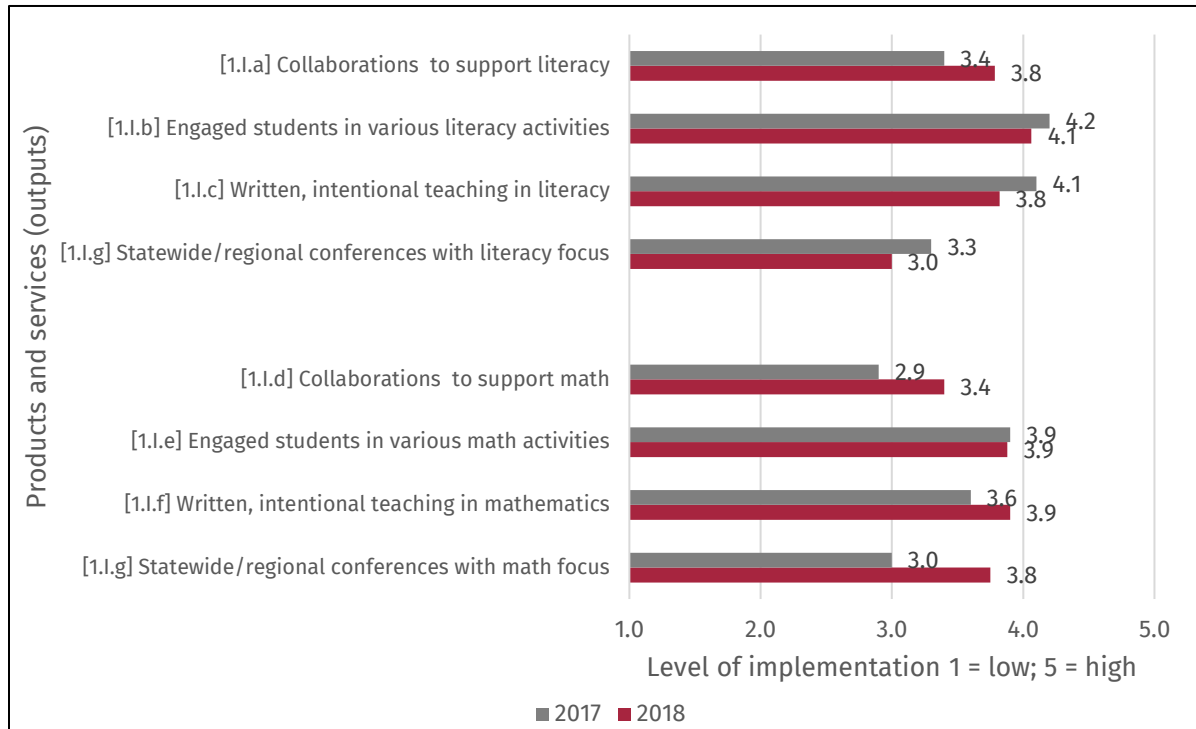 Products and services (outputs)
[1.I.a] Collaborations  to support literacy
3.4
3.8
[1.I.b] Engaged students in various literacy activities
4.2
4.1
[1.I.c] Written, intentional teaching in literacy
4.1
3.8
[1.I.g] Statewide/regional conferences with literacy focus
3.3
3.0
[1.I.d] Collaborations  to support math
2.9
3.4
[1.I.e] Engaged students in various math activities
3.9
3.9
[1.I.f] Written, intentional teaching in mathematics
3.6
3.9
[1.I.g] Statewide/regional conferences with math focus
3.0
3.8
1.0 2.0 3.0 4.0 5.0
Level of implementation 1 = low; 5 = high
2017 2018